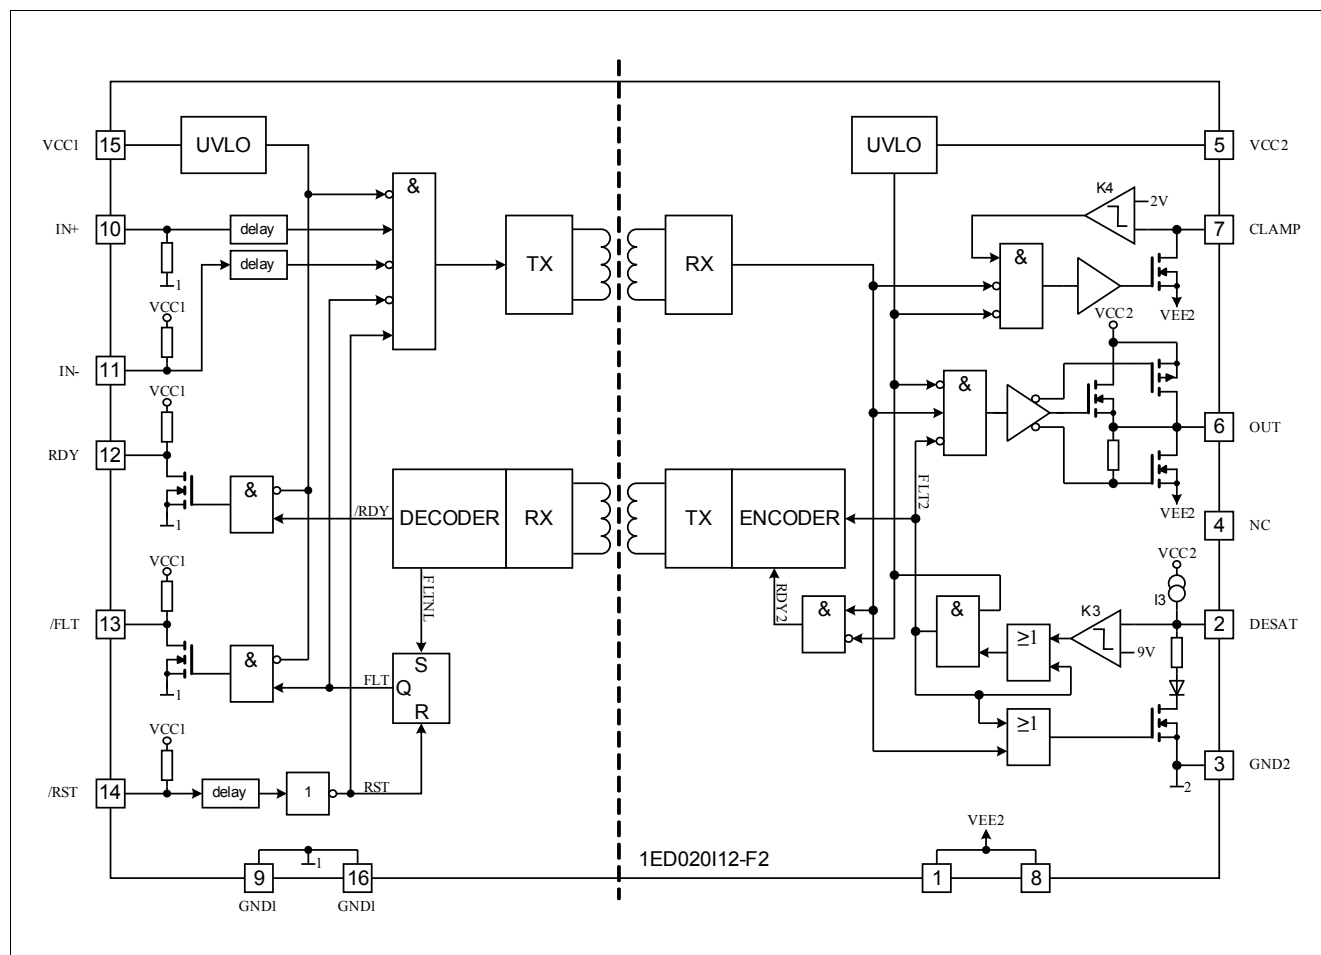 VCC1
15
UVLO
UVLO
5
VCC2
&
K4
2V
IN+
10
delay
7
CLAMP
delay
TX
RX
&
1
VCC1
VEE2
VCC2
IN-
11
&
VCC1
RDY
12
6
OUT
&
FLT2
1
/RDY
DECODER
RX
TX
ENCODER
VEE2
4
NC
VCC1
FLTNL
RDY2
VCC2
I3
&
&
≥1
K3
/FLT
13
2
DESAT
9V
&
S
FLT
Q
1
R
≥1
VCC1
/RST
14
delay
1
RST
3
GND2
2
VEE2
1
1ED020I12-F2
9
16
1
8
GND1
GND1